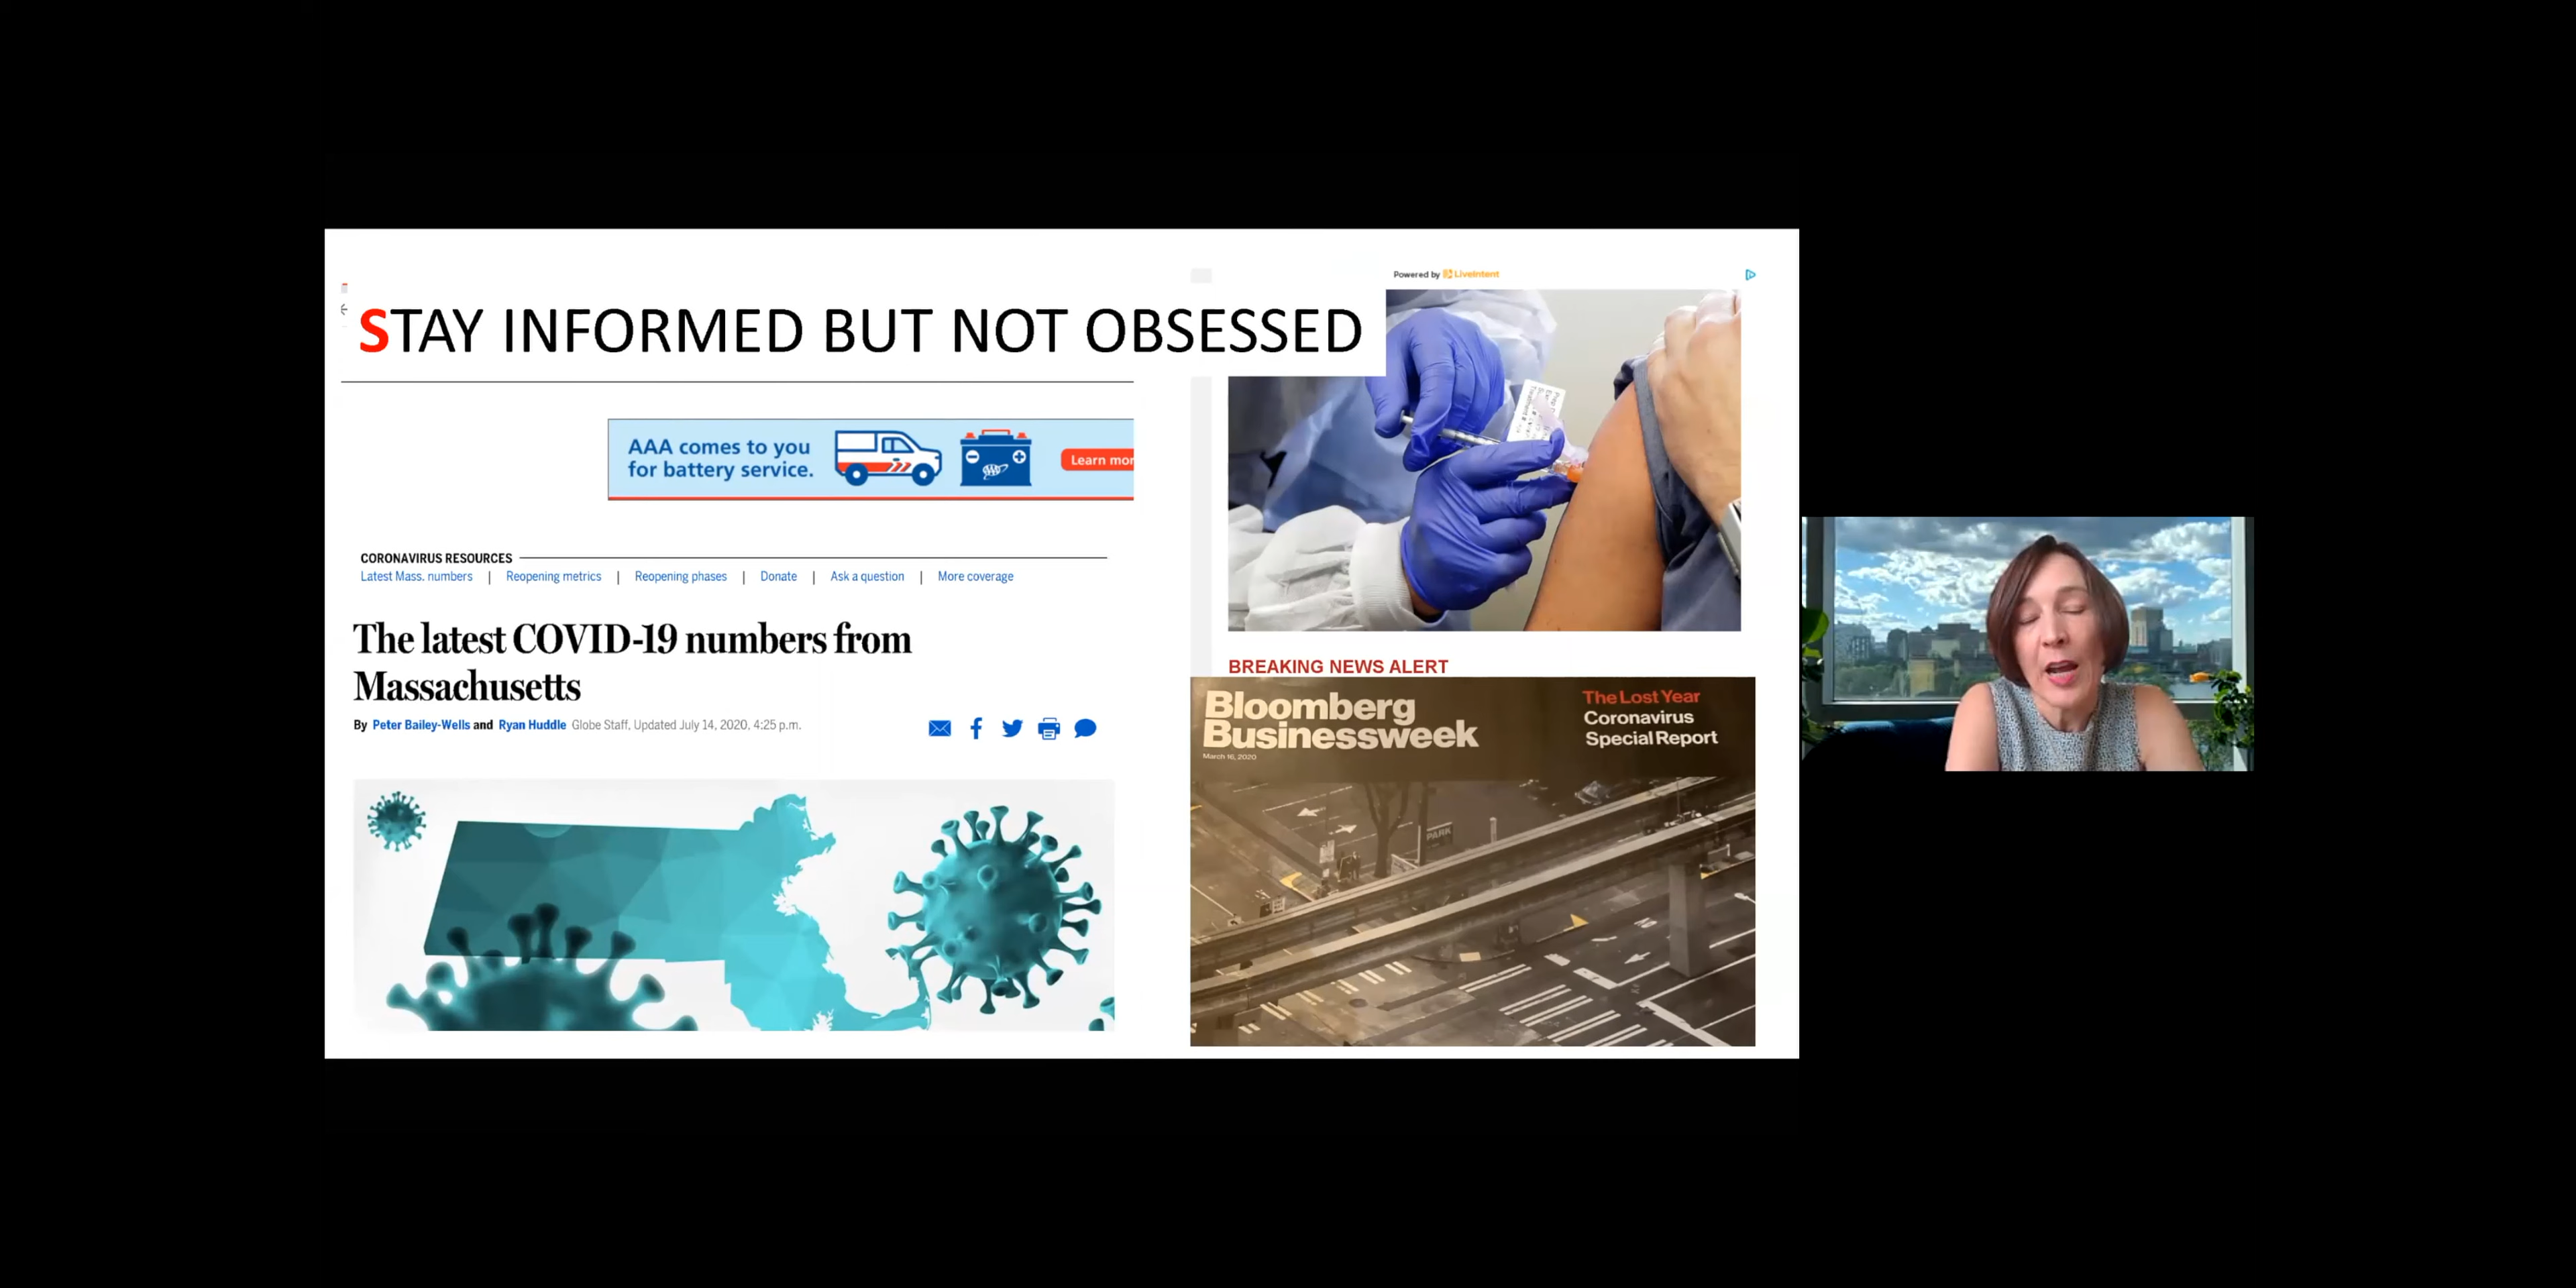 STAY INFORMED BUT NOT OBSESSED
Powered by LiveIntent
AAA comes to you
for battery service.
Learn mor
CORONAVIRUS RESOURCES
Latest Mass. numbers | Reopening metrics | Reopening phases | Donate | Ask a question | More coverage
The latest COVID-19 numbers from
Massachusetts
By Peter Bailey-Wells and Ryan Huddle Globe Staff, Updated July 14, 2020, 4:25 p.m.
BREAKING NEWS ALERT
Bloomberg
Businessweek
March 16, 2020
The Lost Year
Coronavirus
Special Report
PARK